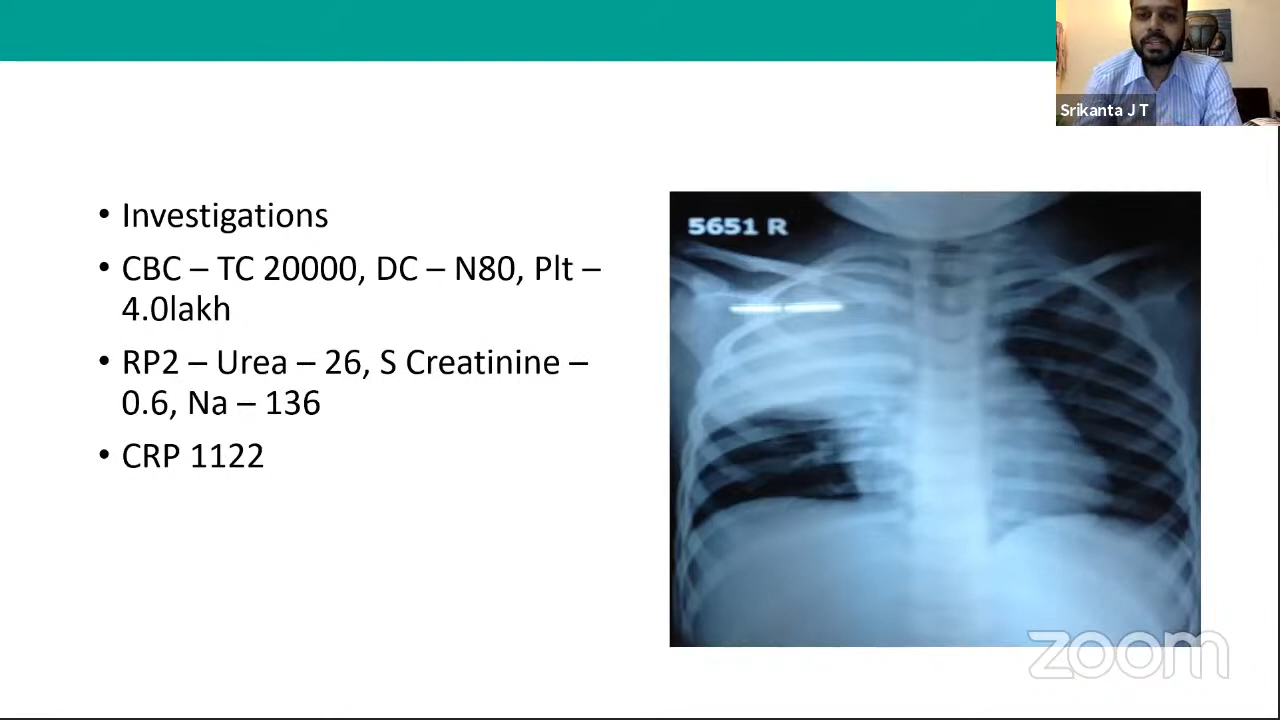 Srikanta J T
• Investigations
• CBC – TC 20000, DC – N80, Plt –
4.0lakh
• RP2 – Urea – 26, S Creatinine –
0.6, Na – 136
• CRP 1122
5651 R
zoom